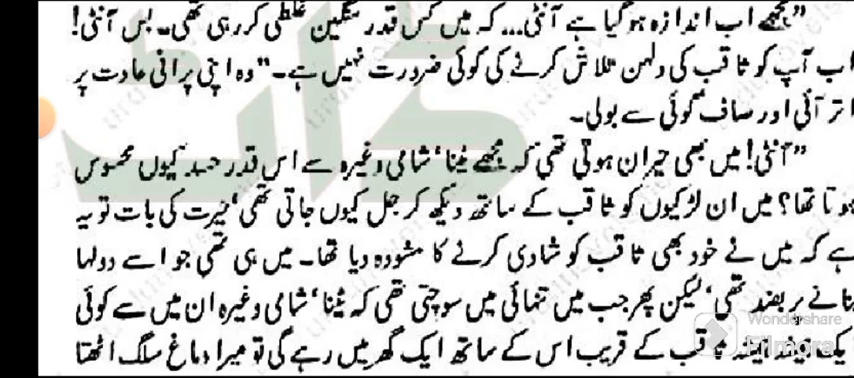 ”مجھے اب اندازہ ہو گیا ہے آنٹی... کہ میں کس قدر سنگین غلطی کر رہی تھی۔ بس آنٹی!
اب آپ کو ثاقب کی دلہن تلاش کرنے کی کوئی ضرورت نہیں ہے۔“ وہ اپنی پرانی عادت پر
اتر آئی اور صاف گوئی سے بولی۔
”آنٹی! میں بھی حیران ہوتی تھی کہ مجھے ٹینا‘ شامی وغیرہ سے اس قدر حسد کیوں محسوس
ہوتا تھا؟ میں ان لڑکیوں کو ثاقب کے ساتھ دیکھ کر جل کیوں جاتی تھی‘ حیرت کی بات تو یہ
ہے کہ میں نے خود بھی ثاقب کو شادی کرنے کا مشورہ دیا تھا۔ میں ہی تھی جو اسے دولہا
بنانے پر بضد تھی‘ لیکن پھر جب میں تنہائی میں سوچتی تھی کہ ٹینا‘ شامی وغیرہ ان میں سے کوئی
ثاقب کے قریب اس کے ساتھ ایک گھر میں رہے گی تو میرا دماغ سلگ اٹھتا
Wondershare
Filmora